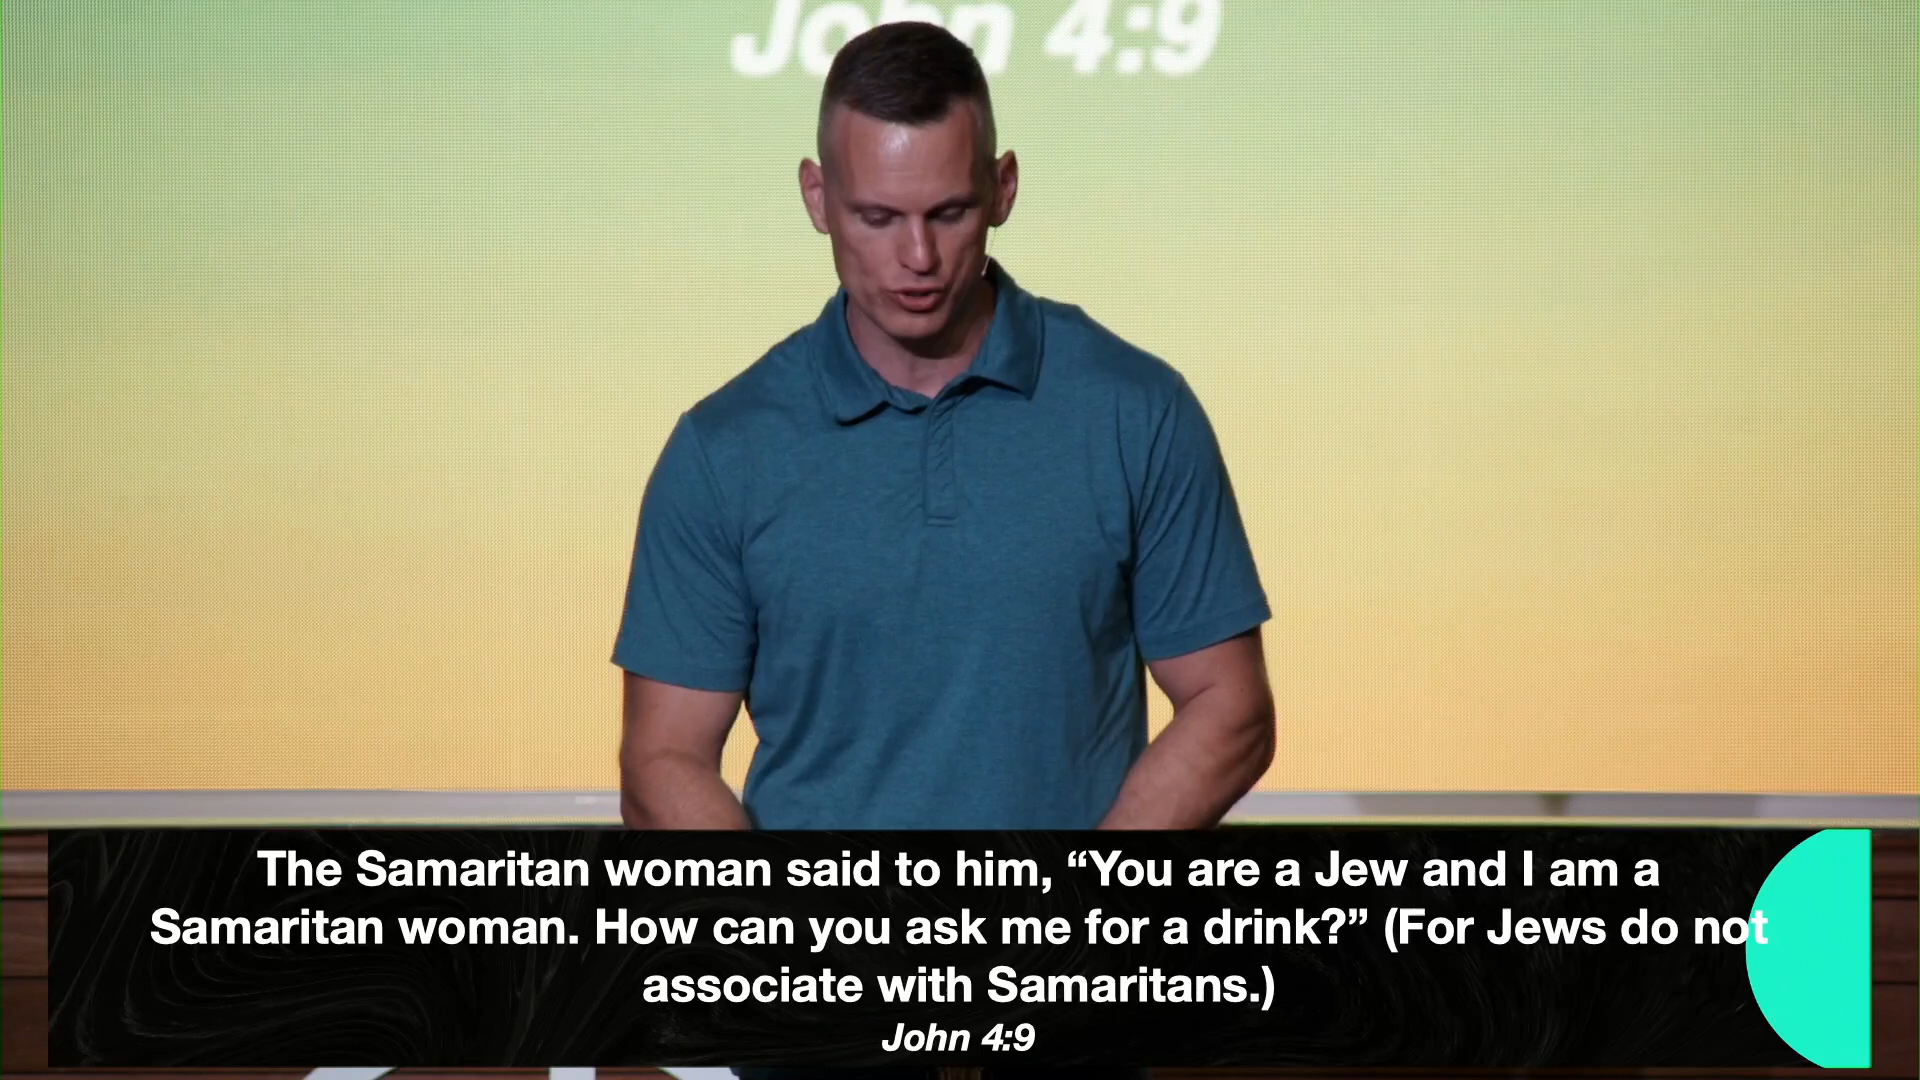 John 4:9
The Samaritan woman said to him, “You are a Jew and I am a
Samaritan woman. How can you ask me for a drink?” (For Jews do not
associate with Samaritans.)
John 4:9